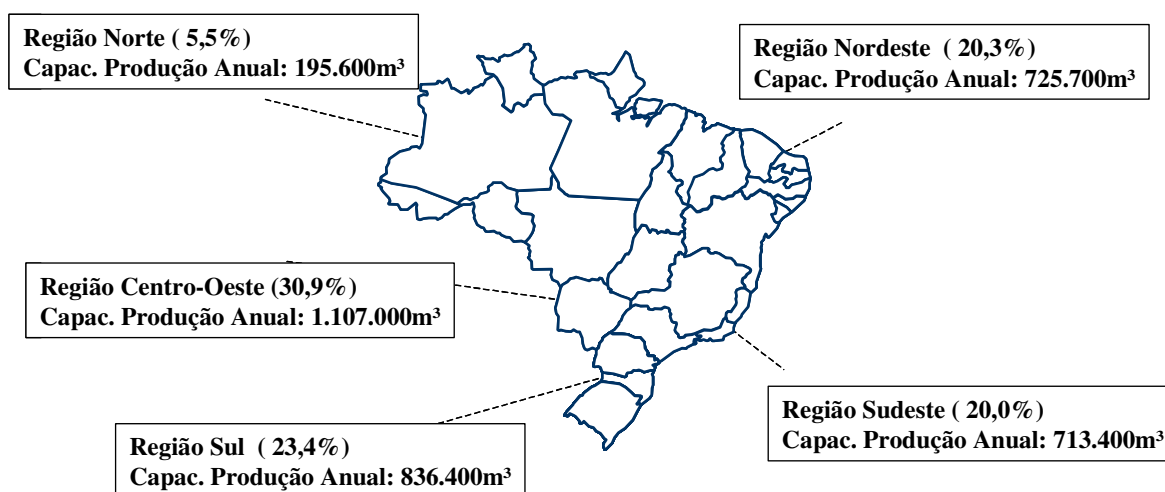 Região Norte ( 5,5%)
Capac. Produção Anual: 195.600m³
Região Nordeste ( 20,3%)
Capac. Produção Anual: 725.700m³
Região Centro-Oeste (30,9%)
Capac. Produção Anual: 1.107.000m³
Região Sudeste ( 20,0%)
Capac. Produção Anual: 713.400m³
Região Sul ( 23,4%)
Capac. Produção Anual: 836.400m³